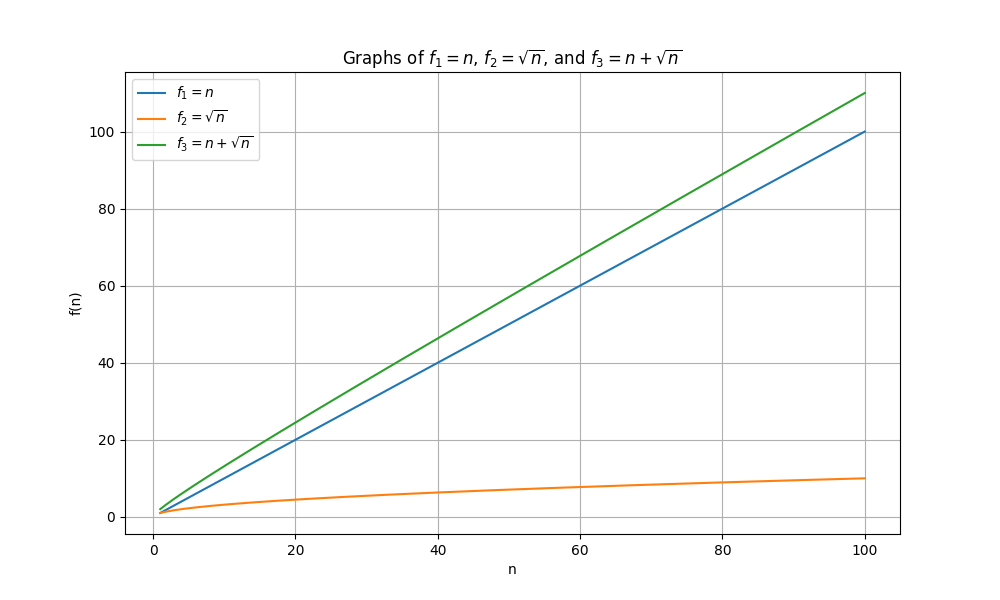 Graphs of f₁ = n, f₂ = √n, and f₃ = n + √n
f₁ = n
f₂ = √n
f₃ = n + √n
f(n)
100
80
60
40
20
0
0 20 40 60 80 100
n